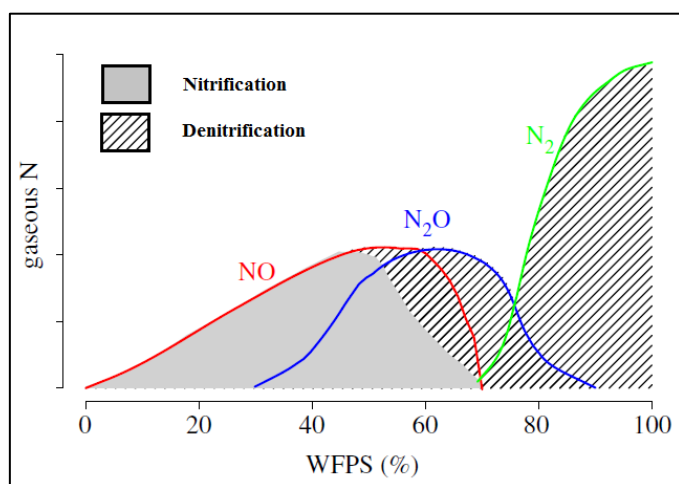 Nitrification
Denitrification
gaseous N
NO
N₂O
N₂
0 20 40 60 80 100
WFPS (%)